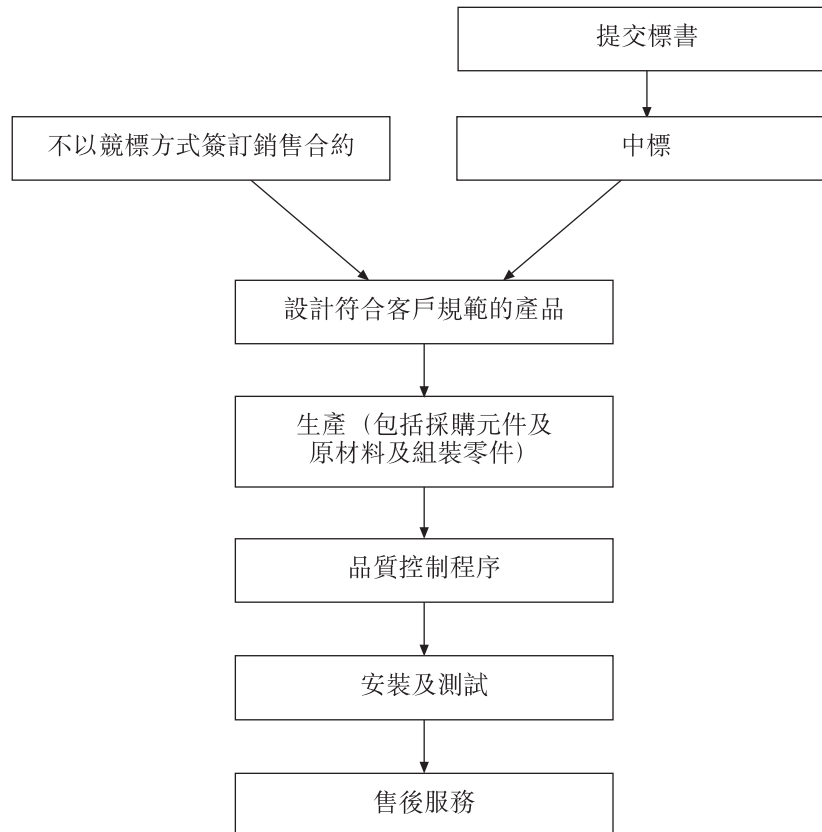 提交標書
不以競標方式簽訂銷售合約
中標
設計符合客戶規範的產品
生產（包括採購元件及
原材料及組裝零件）
品質控制程序
安裝及測試
售後服務